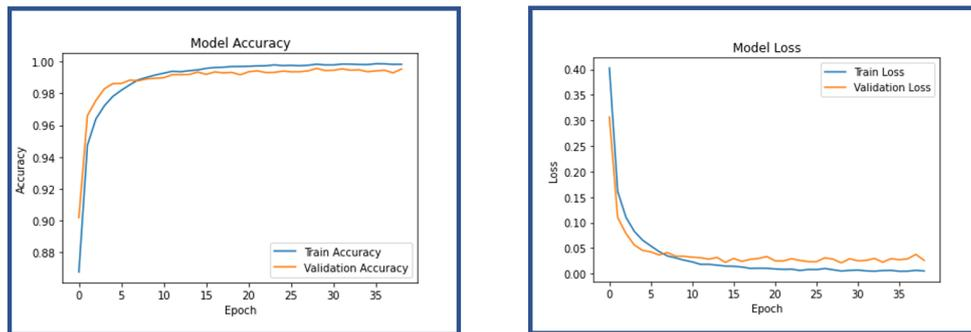 Model Accuracy
1.00
0.98
0.96
0.94
0.92
0.90
0.88
Accuracy
0 5 10 15 20 25 30 35
Epoch
Train Accuracy
Validation Accuracy
Model Loss
0.40
0.35
0.30
0.25
0.20
0.15
0.10
0.05
0.00
Loss
0 5 10 15 20 25 30 35
Epoch
Train Loss
Validation Loss